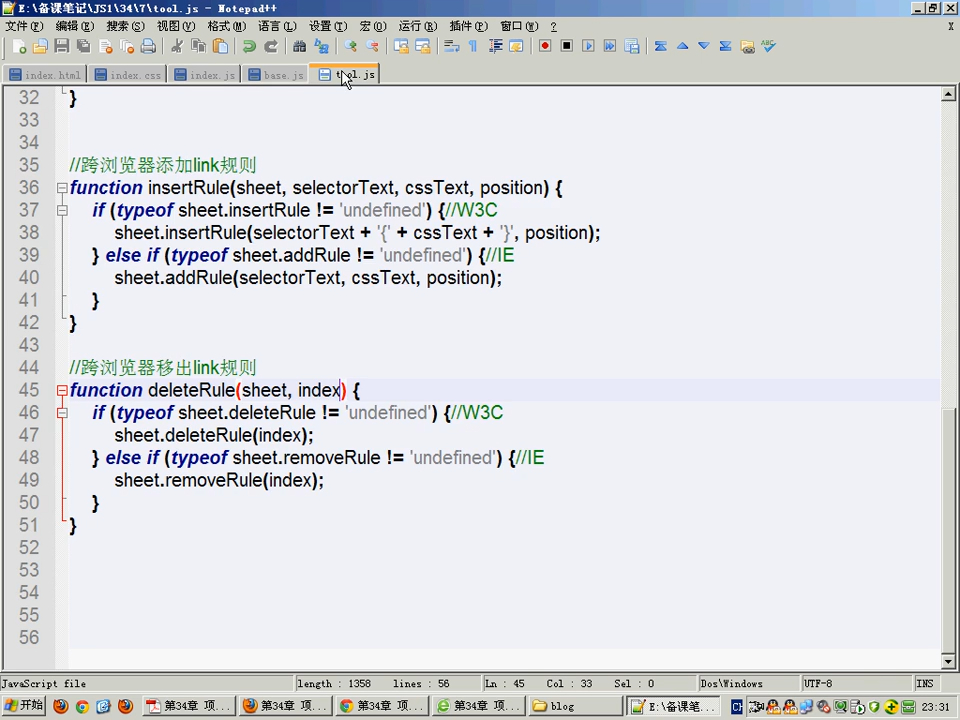 E:\备课笔记\JS1\34\7\tool.js - Notepad++
文件(F) 编辑(E) 搜索(S) 视图(V) 格式(M) 语言(L) 设置(T) 宏(O) 运行(R) 插件(P) 窗口(W) ? X
index.html index.css index.js base.js tool.js
32 }
33
34
35 //跨浏览器添加link规则
36 function insertRule(sheet, selectorText, cssText, position) {
37 if (typeof sheet.insertRule != 'undefined') {//W3C
38 sheet.insertRule(selectorText + '{' + cssText + '}', position);
39 } else if (typeof sheet.addRule != 'undefined') {//IE
40 sheet.addRule(selectorText, cssText, position);
41 }
42 }
43
44 //跨浏览器移出link规则
45 function deleteRule(sheet, index) {
46 if (typeof sheet.deleteRule != 'undefined') {//W3C
47 sheet.deleteRule(index);
48 } else if (typeof sheet.removeRule != 'undefined') {//IE
49 sheet.removeRule(index);
50 }
51 }
52
53
54
55
56
JavaScript file length : 1358 lines : 56 Ln : 45 Col : 33 Sel : 0 Dos\Windows UTF-8 INS
开始 第34章 项... 第34章 项... 第34章 项... 第34章 项... blog E:\备课笔... CH 23:31